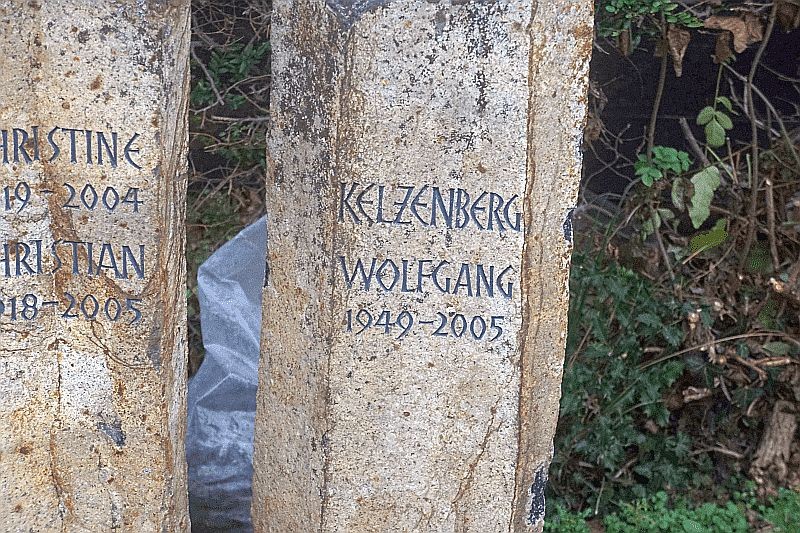 HRISTINE
19-2004
HRISTIAN
918-2005
KELZENBERG
WOLFGANG
1949-2005